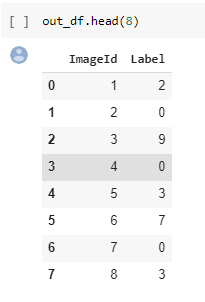 [ ] out_df.head(8)
ImageId Label
0 1 2
1 2 0
2 3 9
3 4 0
4 5 3
5 6 7
6 7 0
7 8 3